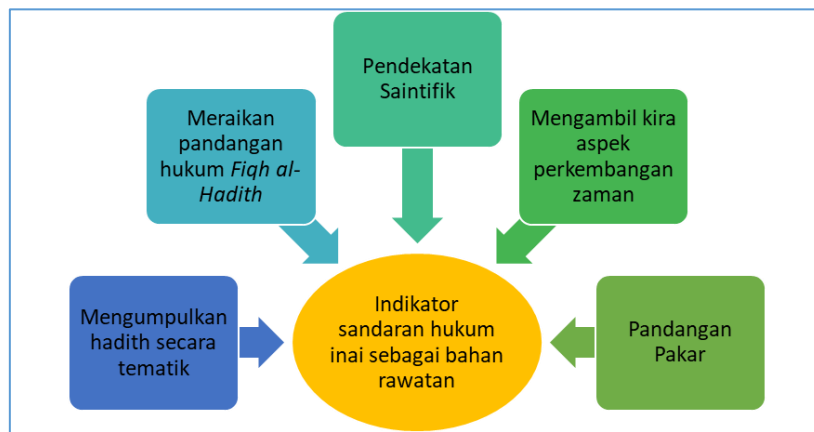 Pendekatan
Saintifik
Meraikan
pandangan
hukum Fiqh al-
Hadith
Mengambil kira
aspek
perkembangan
zaman
Mengumpulkan
hadith secara
tematik
Indikator
sandaran hukum
inai sebagai bahan
rawatan
Pandangan
Pakar